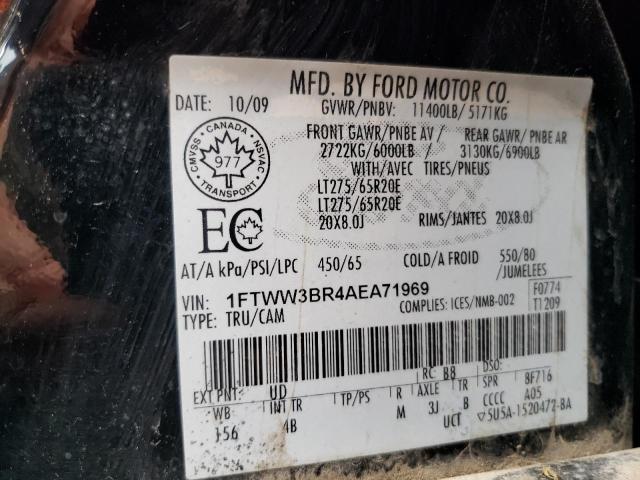 MFD. BY FORD MOTOR CO.
DATE: 10/09 GVWR/PNBV: 11400LB/ 5171KG
FRONT GAWR/PNBE AV / REAR GAWR/ PNBE AR
2722KG/6000LB 3130KG/6900LB
WITH/AVEC TIRES/PNEUS
LT275/65R20E
LT275/65R20E
20X8.0J RIMS/JANTES 20X8.0J
CANADA
CMVSS NSVAC
977
TRANSPORT
EC
AT/A kPa/PSI/LPC 450/65 COLD/A FROID 550/80 /JUMELEES
VIN: 1FTWW3BR4AEA71969 F0774
TYPE: TRU/CAM COMPLIES: ICES/NMB-002 T1209
RC: B8 DSO:
EXT PNT: UD TP/PS R AXLE TR SPR 8F716
WB INT TR M 3J B CCCC A05
156 4B UCT 5U5A-1520472-BA